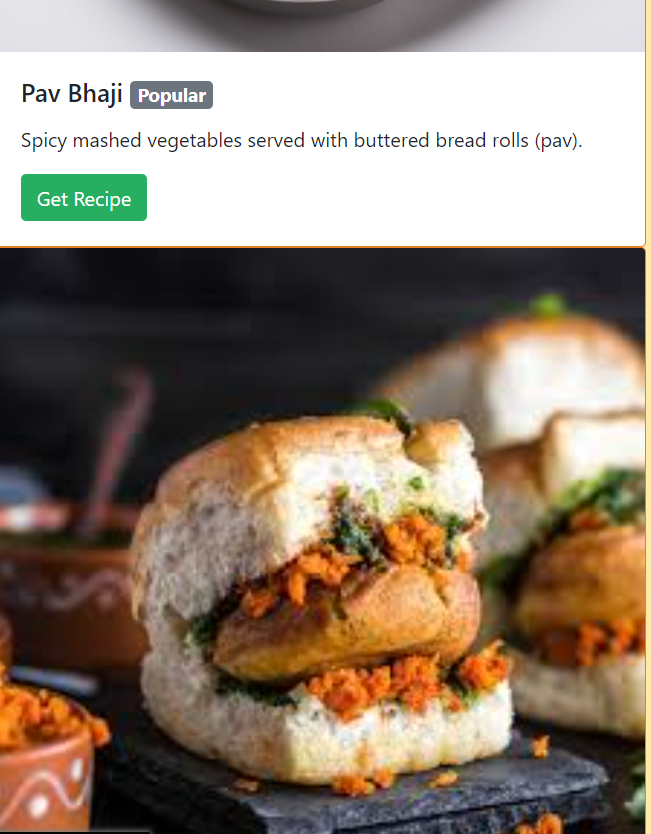 Pav Bhaji Popular
Spicy mashed vegetables served with buttered bread rolls (pav).
Get Recipe